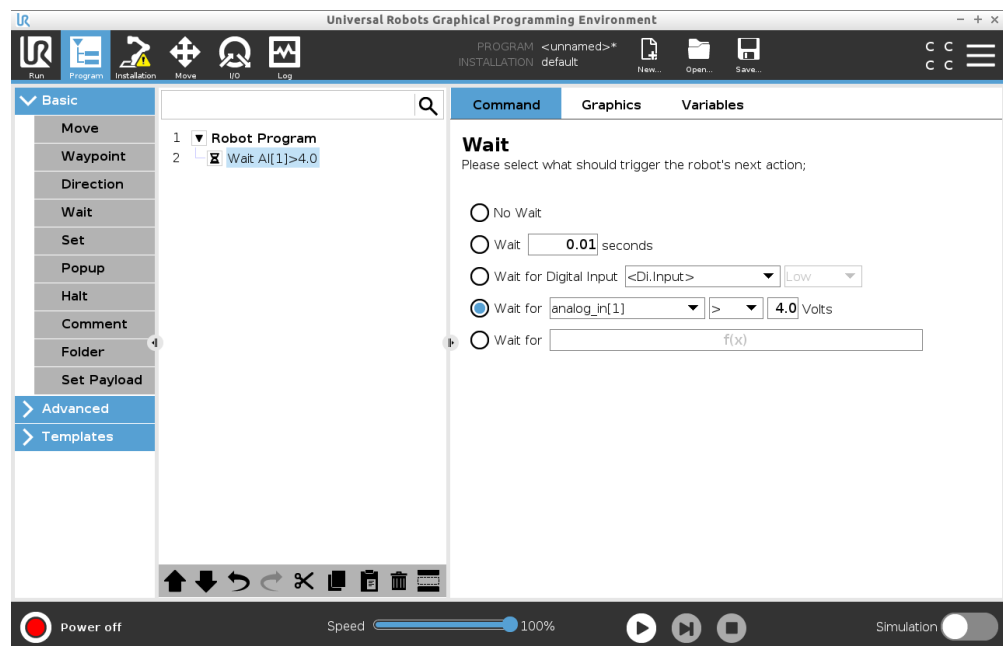 UR
Universal Robots Graphical Programming Environment
PROGRAM <unnamed>*
INSTALLATION default
Run
Program
Installation
Move
I/O
Log
New...
Open...
Save...
C C
C C
Basic
Move
Waypoint
Direction
Wait
Set
Popup
Halt
Comment
Folder
Set Payload
Advanced
Templates
1 Robot Program
2 Wait AI[1]>4.0
Command Graphics Variables
Wait
Please select what should trigger the robot's next action;
No Wait
Wait 0.01 seconds
Wait for Digital Input <Di.Input> Low
Wait for analog_in[1] > 4.0 Volts
Wait for f(x)
Power off
Speed 100%
Simulation